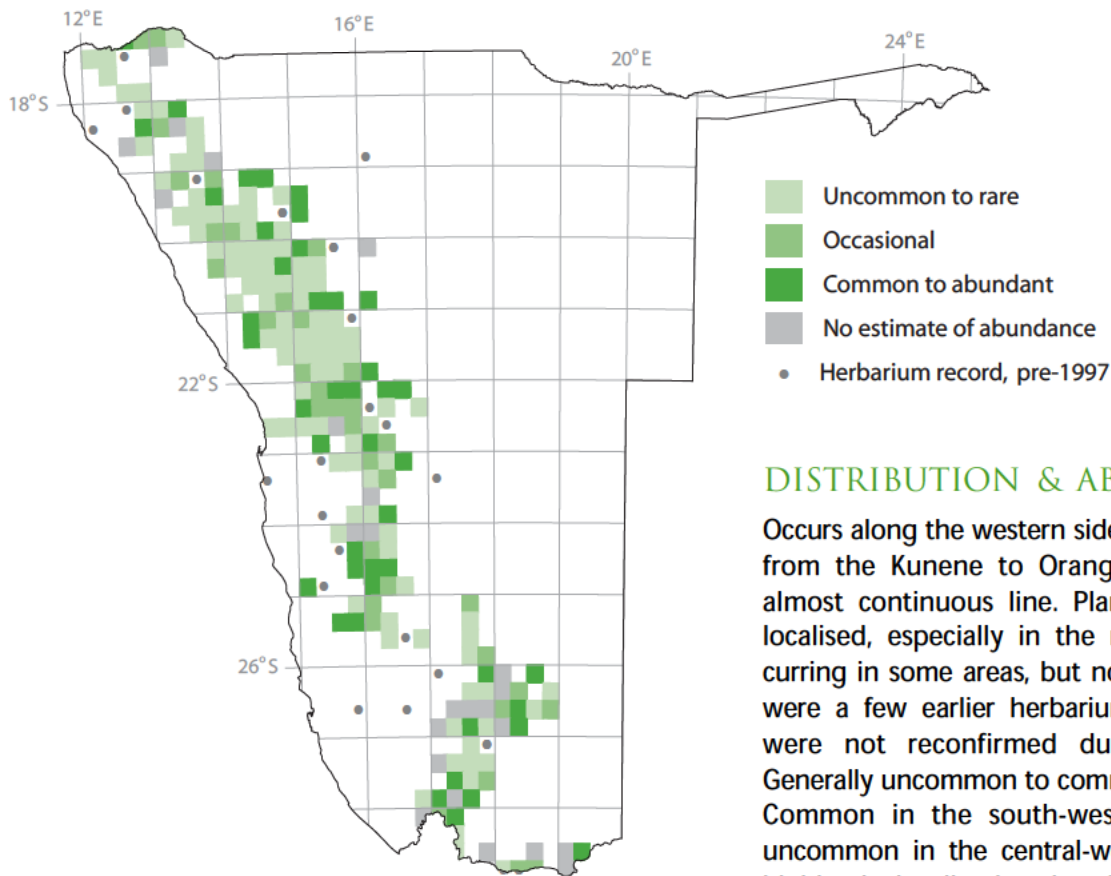 12°E
16°E
20°E
24°E
18°S
22°S
26°S
Uncommon to rare
Occasional
Common to abundant
No estimate of abundance
Herbarium record, pre-1997
DISTRIBUTION & AB
Occurs along the western side
from the Kunene to Orang
almost continuous line. Plan
localised, especially in the
curring in some areas, but no
were a few earlier herbarium
were not reconfirmed du
Generally uncommon to comm
Common in the south-wes
uncommon in the central-w